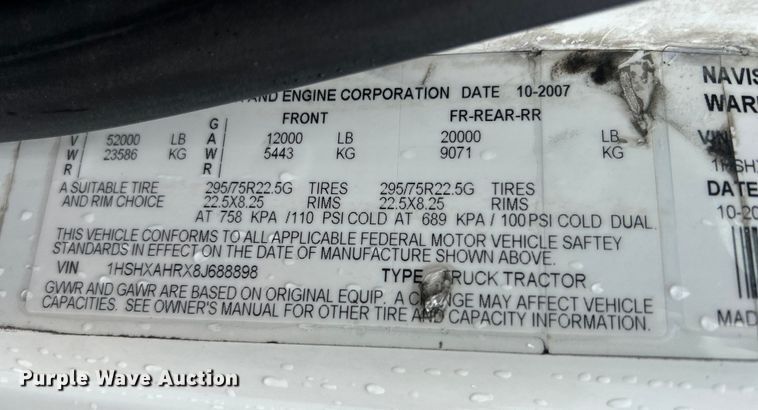 AND ENGINE CORPORATION DATE 10-2007
G FRONT FR-REAR-RR
V 52000 LB A 12000 LB 20000 LB
W 23586 KG W 5443 KG 9071 KG
R R
A SUITABLE TIRE 295/75R22.5G TIRES 295/75R22.5G TIRES
AND RIM CHOICE 22.5X8.25 RIMS 22.5X8.25 RIMS
AT 758 KPA /110 PSI COLD AT 689 KPA / 100 PSI COLD DUAL.
THIS VEHICLE CONFORMS TO ALL APPLICABLE FEDERAL MOTOR VEHICLE SAFTEY
STANDARDS IN EFFECT ON THE DATE OF MANUFACTURE SHOWN ABOVE.
VIN 1HSHXAHRX8J688898 TYPE TRUCK TRACTOR
GVWR AND GAWR ARE BASED ON ORIGINAL EQUIP. A CHANGE MAY AFFECT VEHICLE
CAPACITIES. SEE OWNER'S MANUAL FOR OTHER TIRE AND CAPACITY INFORMATION.
NAVIS
WARR
VIN
1HSHX
DATE
10-20
MAD
Purple Wave Auction